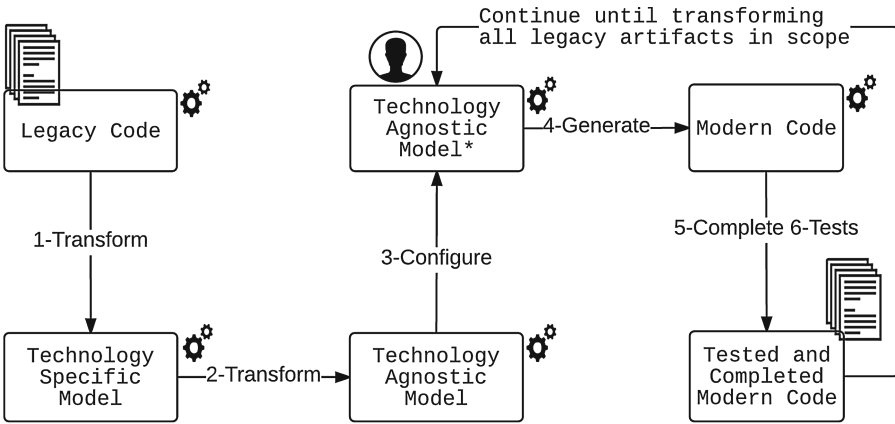 Continue until transforming
all legacy artifacts in scope
Legacy Code
Technology
Agnostic
Model*
4-Generate
Modern Code
1-Transform
3-Configure
5-Complete 6-Tests
Technology
Specific
Model
2-Transform
Technology
Agnostic
Model
Tested and
Completed
Modern Code